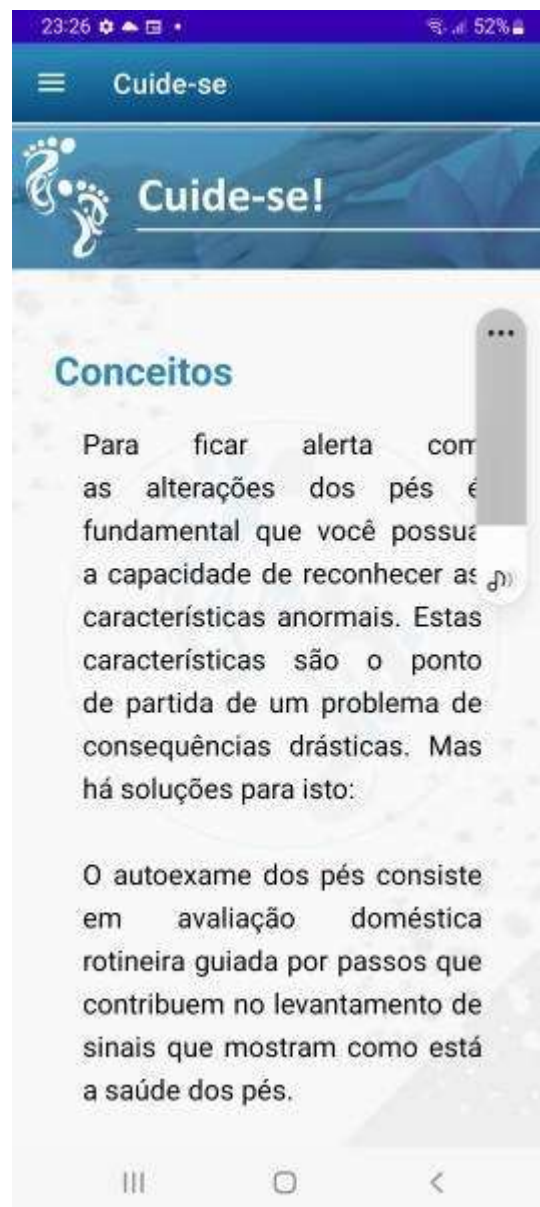 23:26
52%
Cuide-se
Cuide-se!
Conceitos
Para ficar alerta com
as alterações dos pés é
fundamental que você possua
a capacidade de reconhecer as
características anormais. Estas
características são o ponto
de partida de um problema de
consequências drásticas. Mas
há soluções para isto:
O autoexame dos pés consiste
em avaliação doméstica
rotineira guiada por passos que
contribuem no levantamento de
sinais que mostram como está
a saúde dos pés.